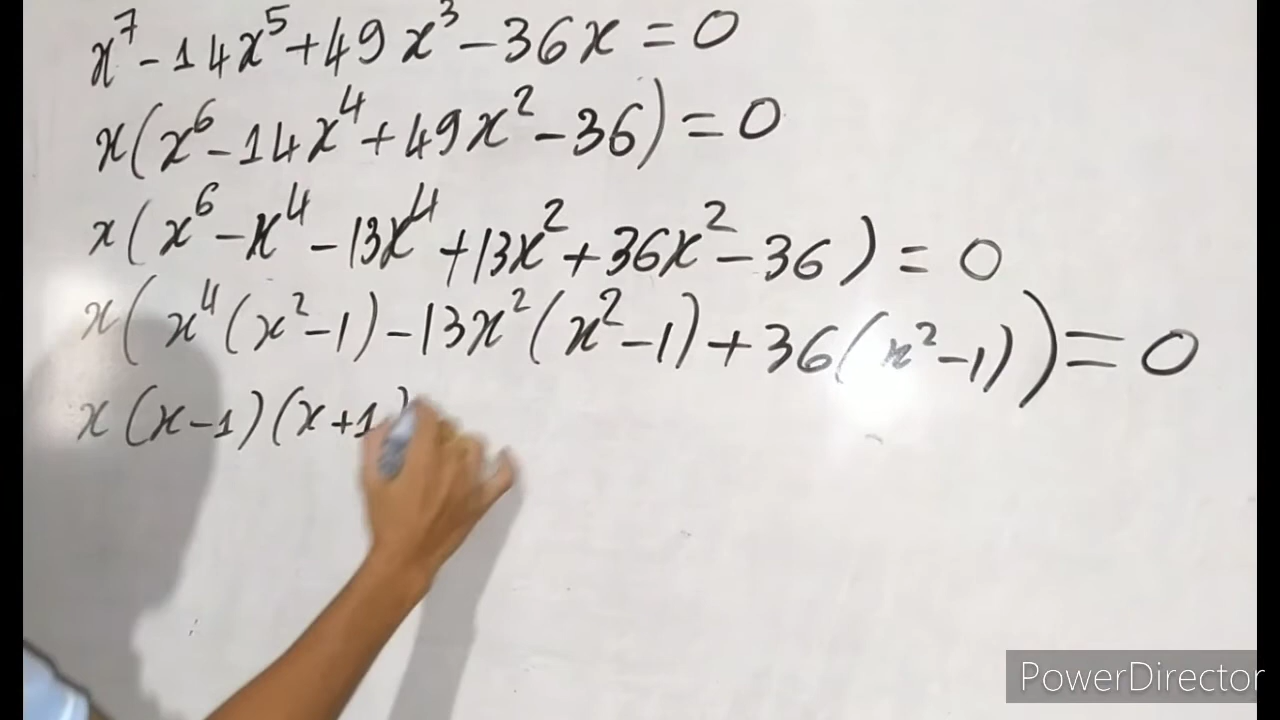 x⁷ - 14x⁵ + 49x³ - 36x = 0
x(x⁶ - 14x⁴ + 49x² - 36) = 0
x(x⁶ - x⁴ - 13x⁴ + 13x² + 36x² - 36) = 0
x(x⁴(x² - 1) - 13x²(x² - 1) + 36(x² - 1)) = 0
x(x-1)(x+1)
PowerDirector